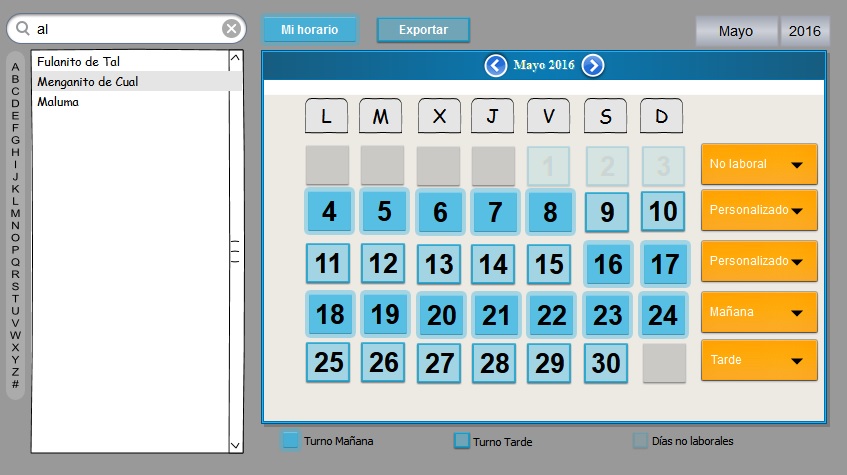 al
Mi horario
Exportar
Mayo
2016
A
B
C
D
E
F
G
H
I
J
K
L
M
N
O
P
Q
R
S
T
U
V
W
X
Y
Z
#
Fulanito de Tal
Menganito de Cual
Maluma
Mayo 2016
L M X J V S D
1 2 3 No laboral
4 5 6 7 8 9 10 Personalizado
11 12 13 14 15 16 17 Personalizado
18 19 20 21 22 23 24 Mañana
25 26 27 28 29 30 Tarde
Turno Mañana
Turno Tarde
Días no laborales